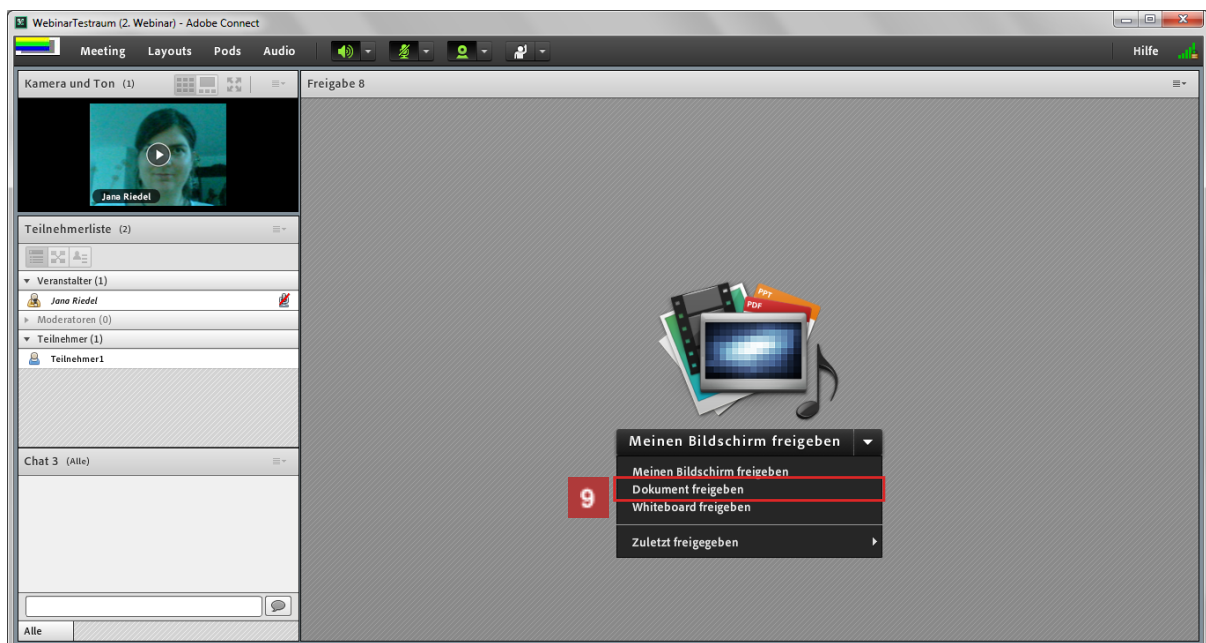 WebinarTestraum (2. Webinar) - Adobe Connect
Meeting Layouts Pods Audio Hilfe
Kamera und Ton (1)
Freigabe 8
Jana Riedel
Teilnehmerliste (2)
Veranstalter (1)
Jana Riedel
Moderatoren (0)
Teilnehmer (1)
Teilnehmer1
PPT
PDF
Meinen Bildschirm freigeben
Chat 3 (Alle)
Meinen Bildschirm freigeben
9 Dokument freigeben
Whiteboard freigeben
Zuletzt freigegeben
Alle